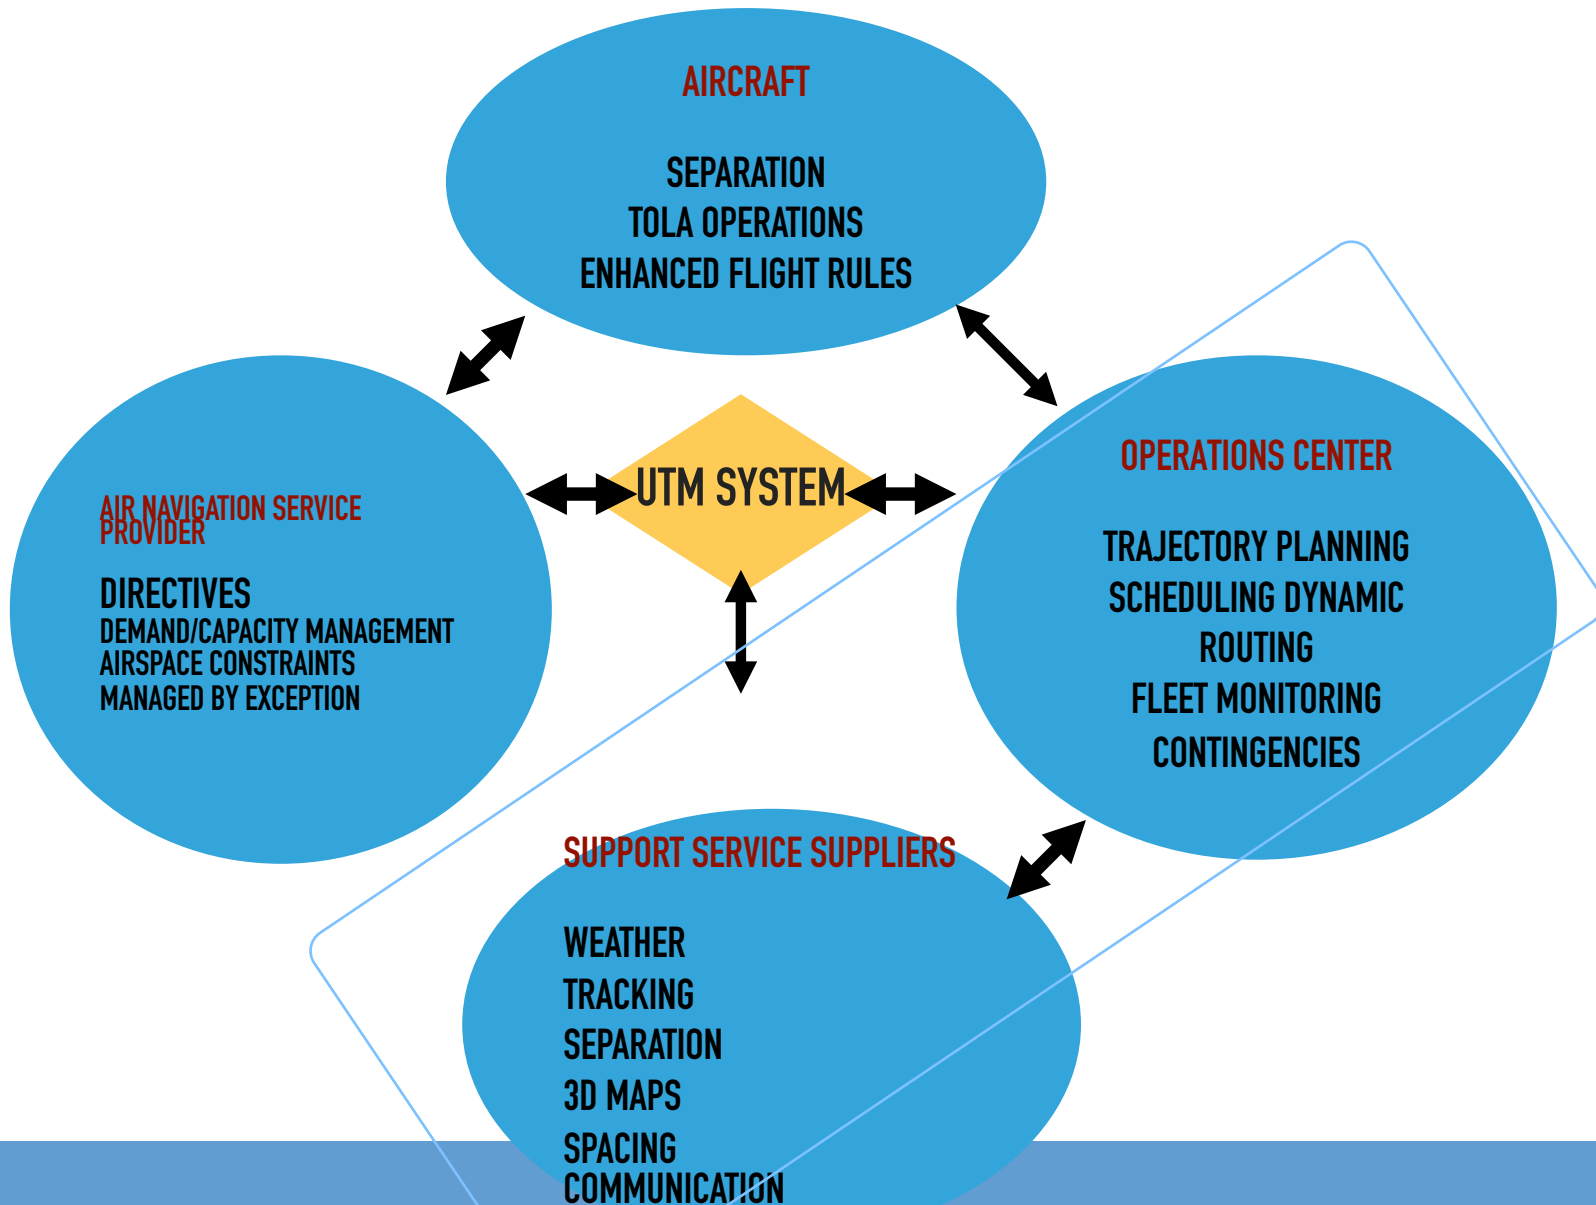 AIRCRAFT
SEPARATION
TOLA OPERATIONS
ENHANCED FLIGHT RULES
UTM SYSTEM
AIR NAVIGATION SERVICE
PROVIDER
DIRECTIVES
DEMAND/CAPACITY MANAGEMENT
AIRSPACE CONSTRAINTS
MANAGED BY EXCEPTION
OPERATIONS CENTER
TRAJECTORY PLANNING
SCHEDULING DYNAMIC
ROUTING
FLEET MONITORING
CONTINGENCIES
SUPPORT SERVICE SUPPLIERS
WEATHER
TRACKING
SEPARATION
3D MAPS
SPACING
COMMUNICATION